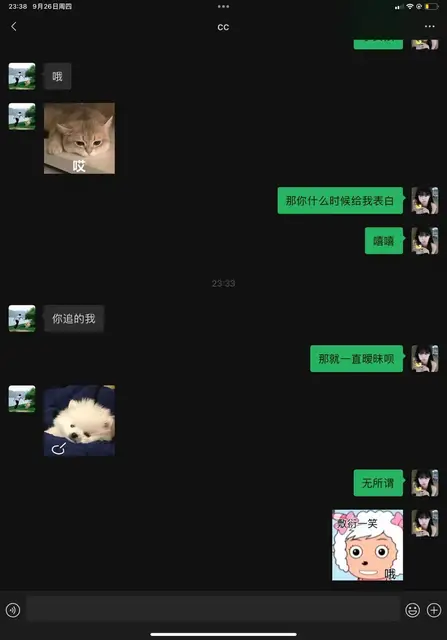 23:38 9月26日周四
cc
哦
哎
那你什么时候给我表白
嘻嘻
23:33
你追的我
那就一直暧昧呗
无所谓
敷衍一笑
哦